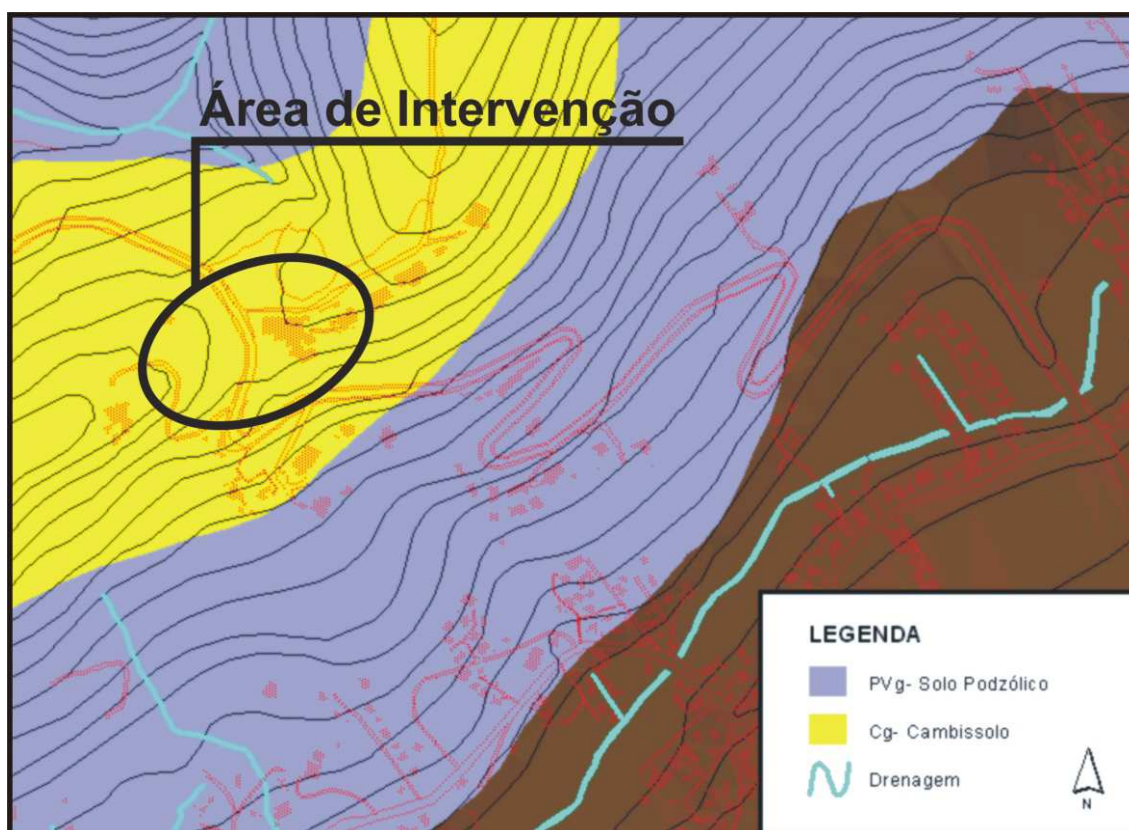 Área de Intervenção
LEGENDA
PVg- Solo Podzólico
Cg- Cambissolo
Drenagem
N